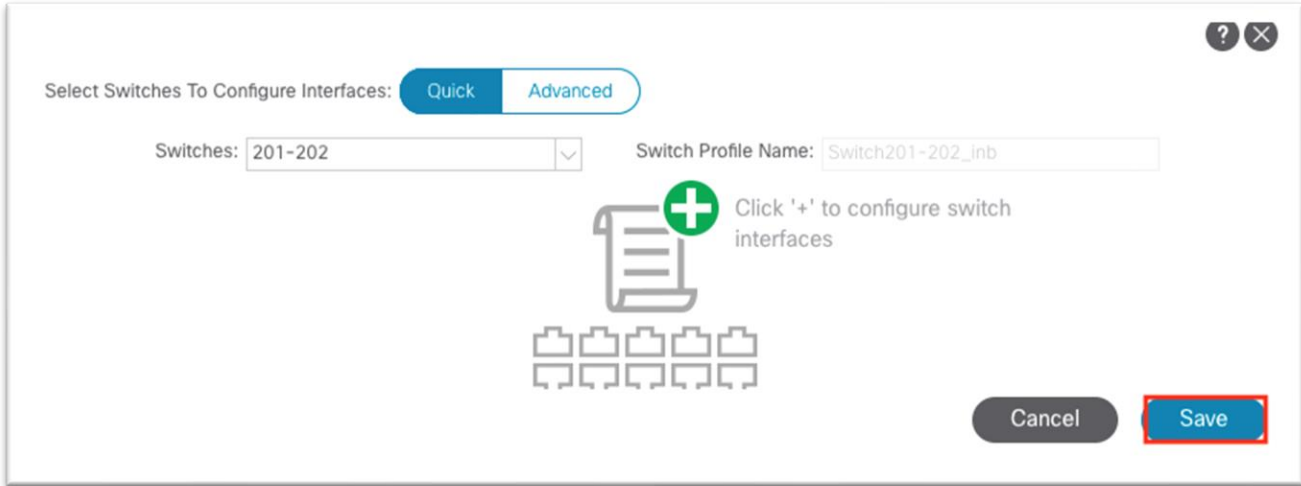 Select Switches To Configure Interfaces: Quick Advanced
Switches: 201-202 Switch Profile Name: Switch201-202_inb
Click '+' to configure switch
interfaces
Cancel Save